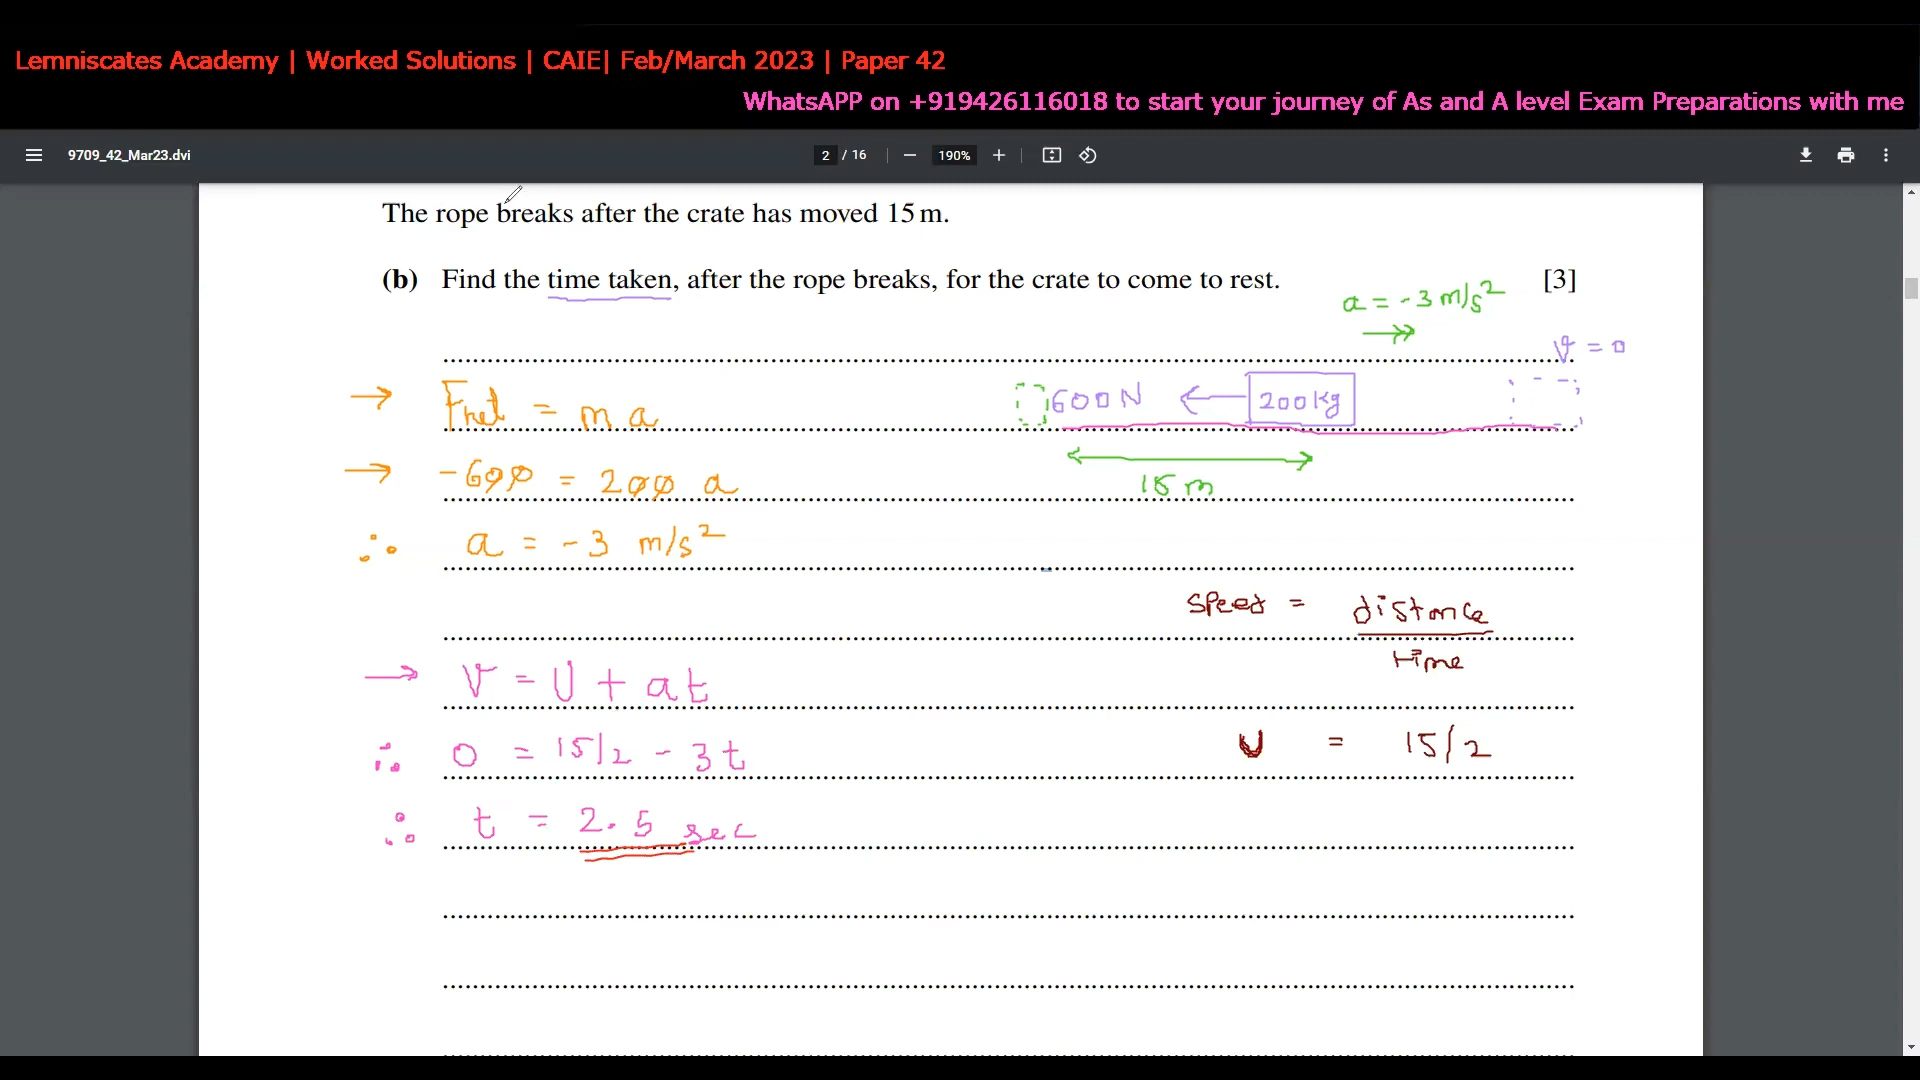 Lemniscates Academy | Worked Solutions | CAIE| Feb/March 2023 | Paper 42
WhatsAPP on +919426116018 to start your journey of As and A level Exam Preparations with me
9709_42_Mar23.dvi
2 / 16
190%
The rope breaks after the crate has moved 15 m.
(b) Find the time taken, after the rope breaks, for the crate to come to rest. [3]
a = -3 m/s²
v = 0
→ Fnet = m a
600 N ← 200 Kg
→ -600 = 200 a
15 m
∴ a = -3 m/s²
speed = distance / time
→ V = U + at
U = 15/2
∴ 0 = 15/2 - 3t
∴ t = 2.5 sec